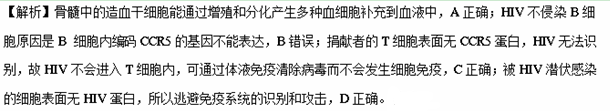 【解析】骨髓中的造血干细胞能通过增殖和分化产生多种血细胞补充到血液中，A 正确；HIV 不侵染 B 细
胞原因是 B  细胞内编码 CCR5 的基因不能表达，B 错误；捐献者的 T 细胞表面无 CCR5 蛋白，HIV 无法识
别，故 HIV 不会进入 T 细胞内，可通过体液免疫清除病毒而不会发生细胞免疫，C 正确；被 HIV 潜伏感染
的细胞表面无 HIV 蛋白，所以逃避免疫系统的识别和攻击，D 正确。